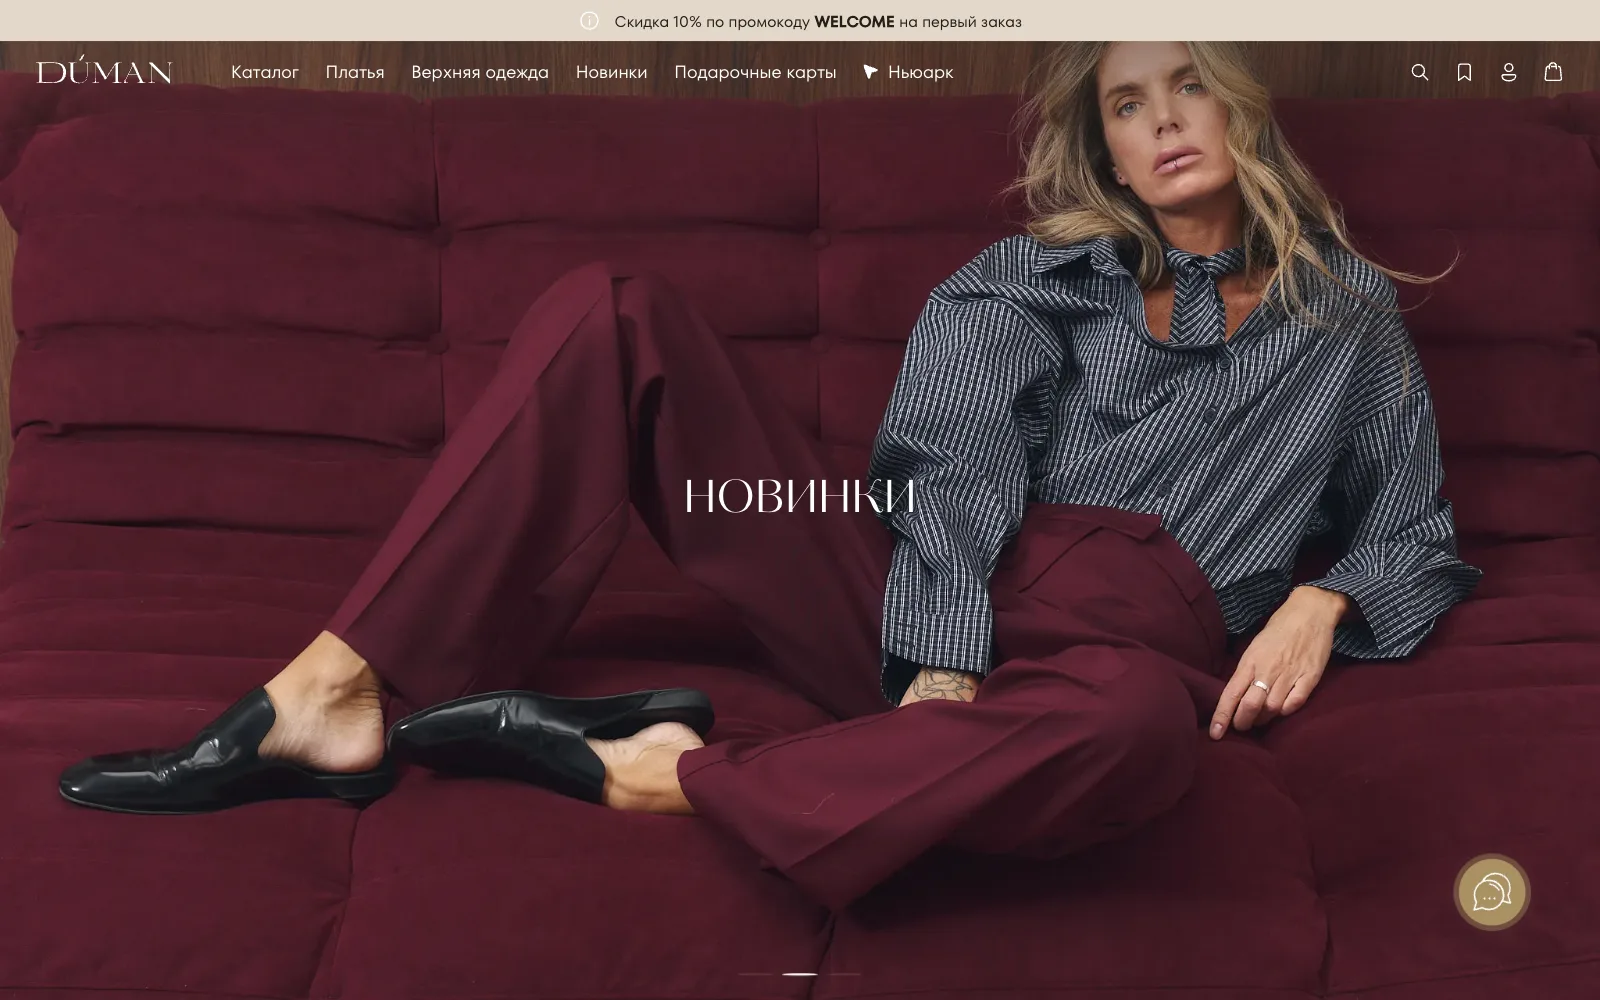 Скидка 10% по промокоду WELCOME на первый заказ
DÚMAN
Каталог
Платья
Верхняя одежда
Новинки
Подарочные карты
Ньюарк
НОВИНКИ